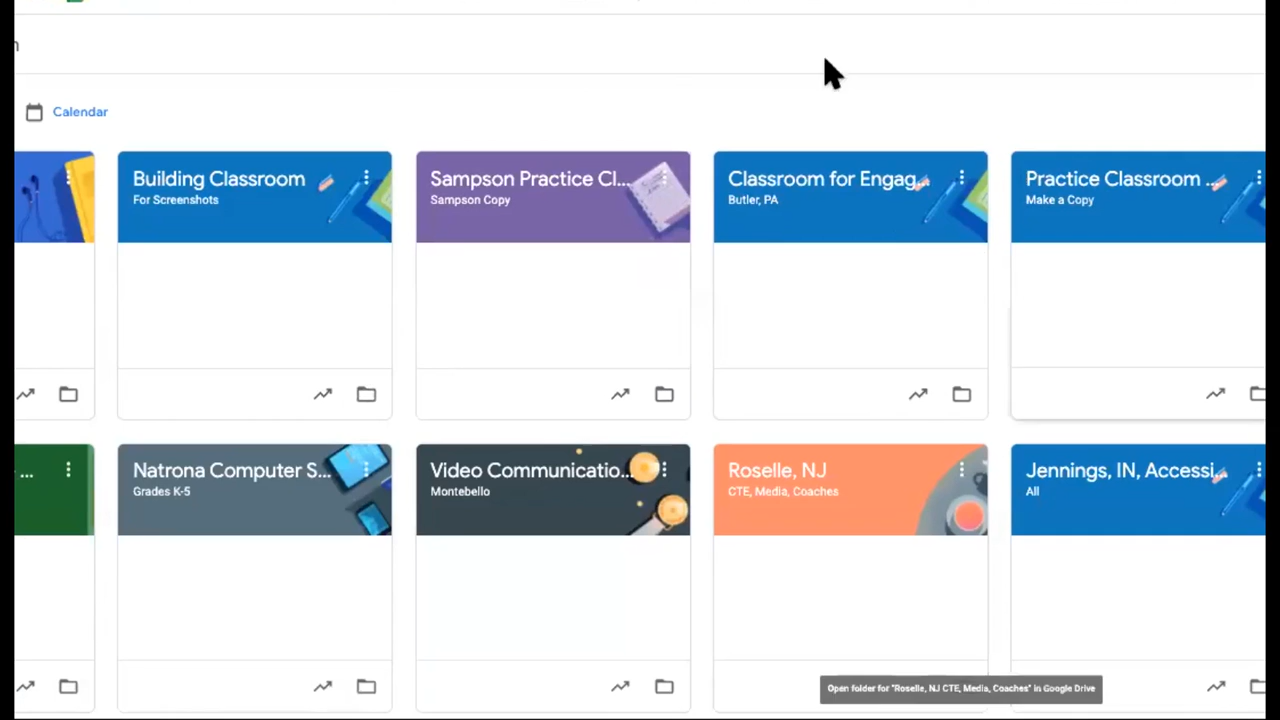 Calendar
Building Classroom
For Screenshots
Sampson Practice Cl...
Sampson Copy
Classroom for Engag...
Butler, PA
Practice Classroom ...
Make a Copy
...
Natrona Computer S...
Grades K-5
Video Communicatio...
Montebello
Roselle, NJ
CTE, Media, Coaches
Jennings, IN, Accessi...
All
Open folder for "Roselle, NJ CTE, Media, Coaches" in Google Drive